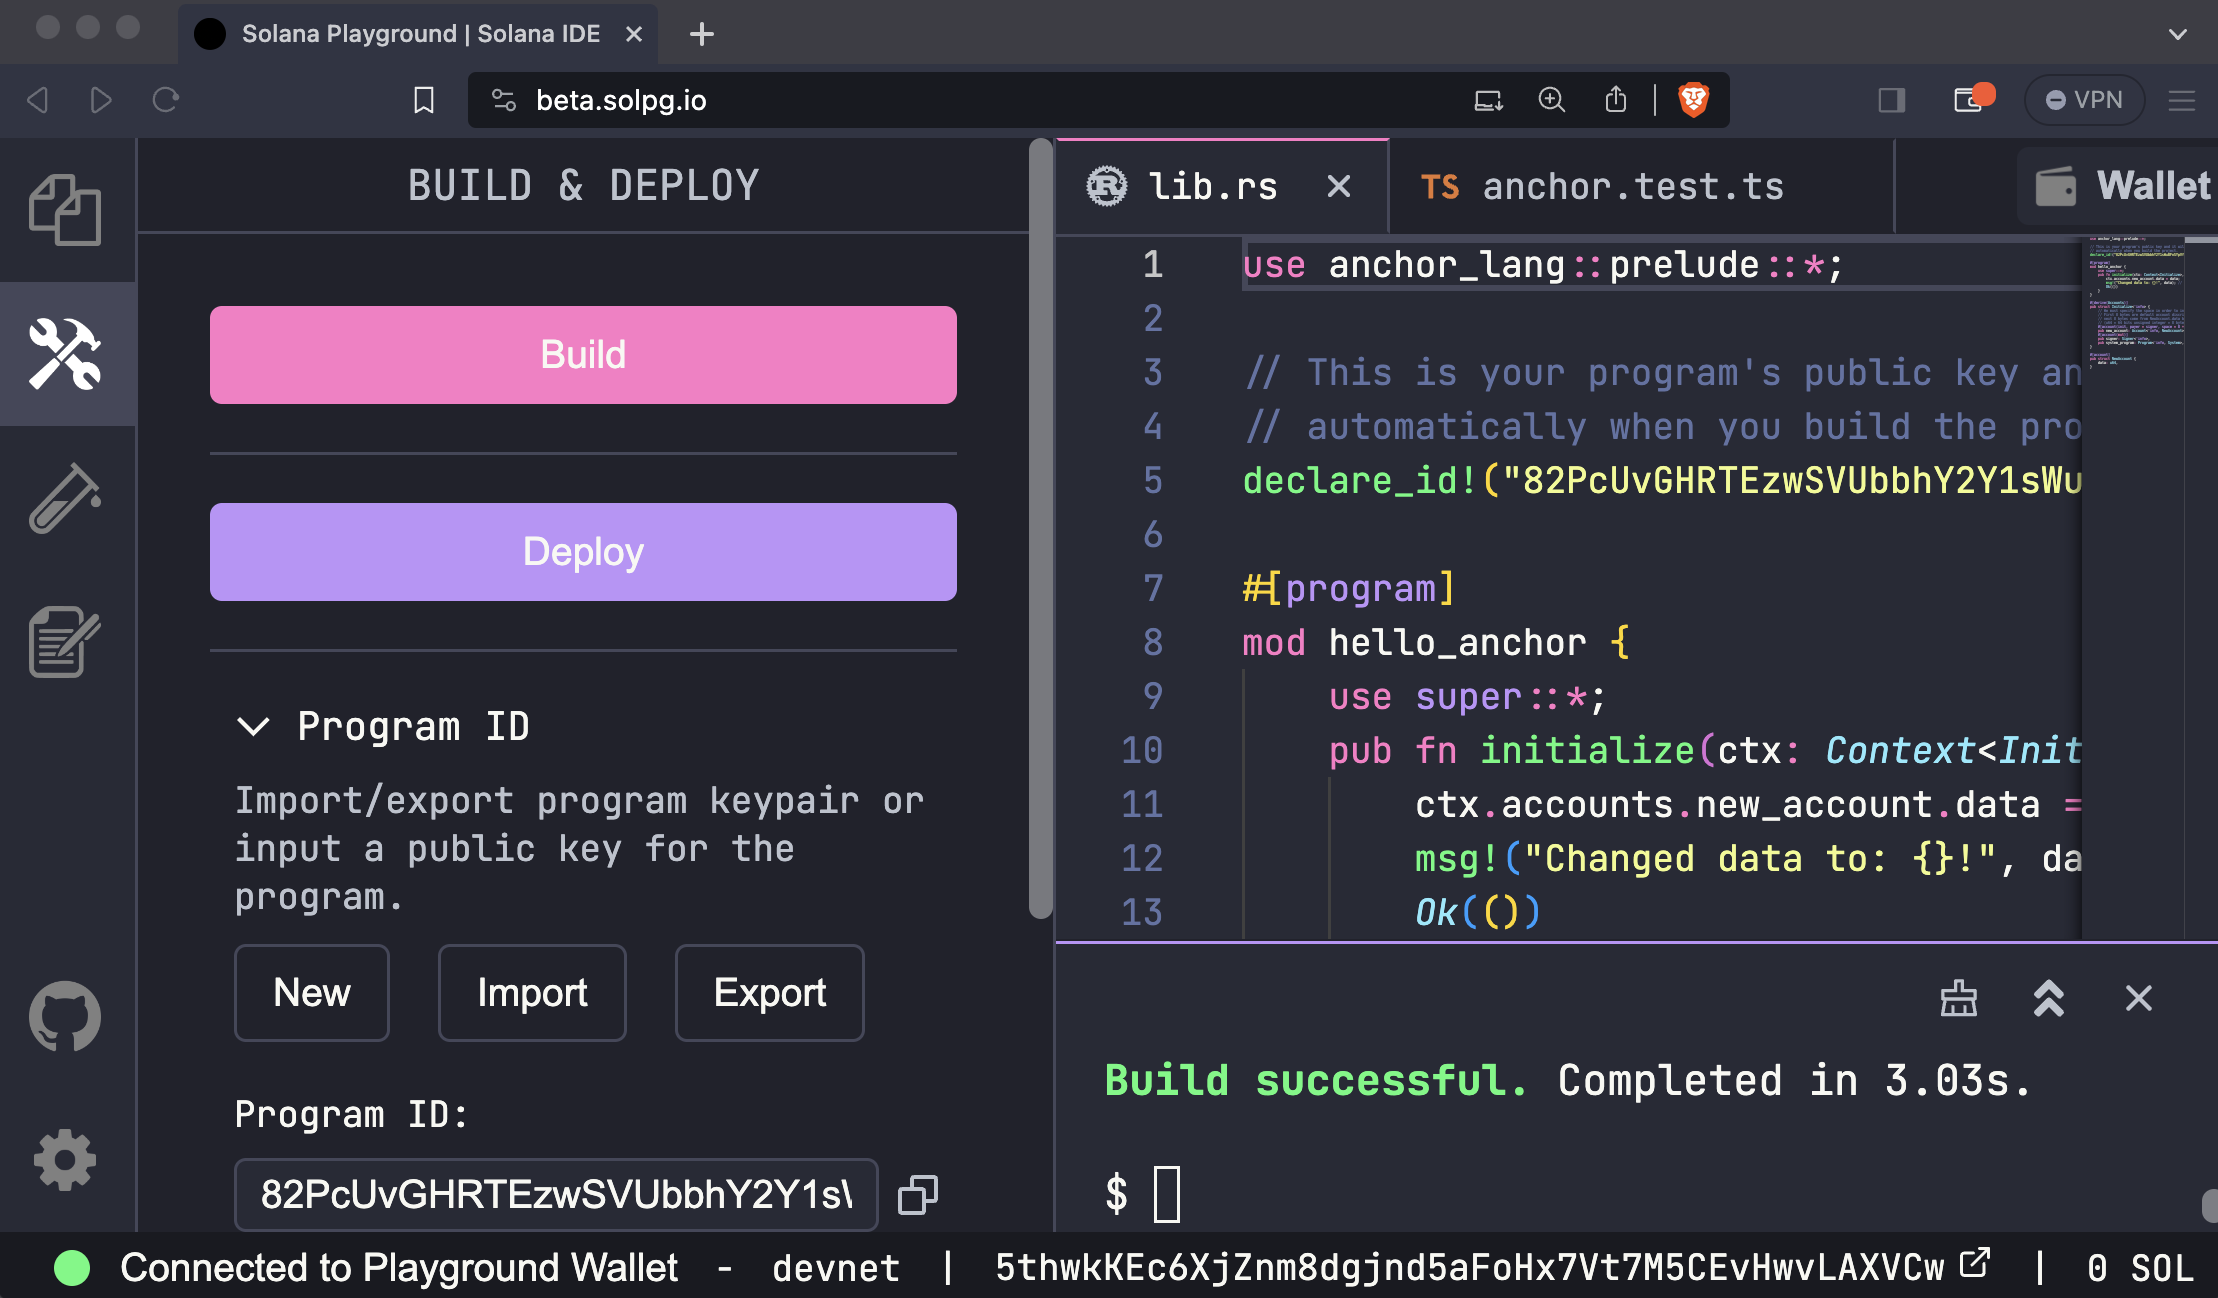 Solana Playground | Solana IDE
beta.solpg.io
VPN
BUILD & DEPLOY
Build
Deploy
Program ID
Import/export program keypair or
input a public key for the
program.
New
Import
Export
Program ID:
82PcUvGHRTEzwSVUbbhY2Y1s\
lib.rs
TS anchor.test.ts
Wallet
1 use anchor_lang::prelude::*;
2
3 // This is your program's public key an
4 // automatically when you build the pro
5 declare_id!("82PcUvGHRTEzwSVUbbhY2Y1sWu
6
7 #[program]
8 mod hello_anchor {
9 use super::*;
10 pub fn initialize(ctx: Context<Init
11 ctx.accounts.new_account.data =
12 msg!("Changed data to: {}!", da
13 Ok(())
Build successful. Completed in 3.03s.
$
Connected to Playground Wallet - devnet | 5thwkKEc6XjZnm8dgjnd5aFoHx7Vt7M5CEvHwvLAXVCw | 0 SOL